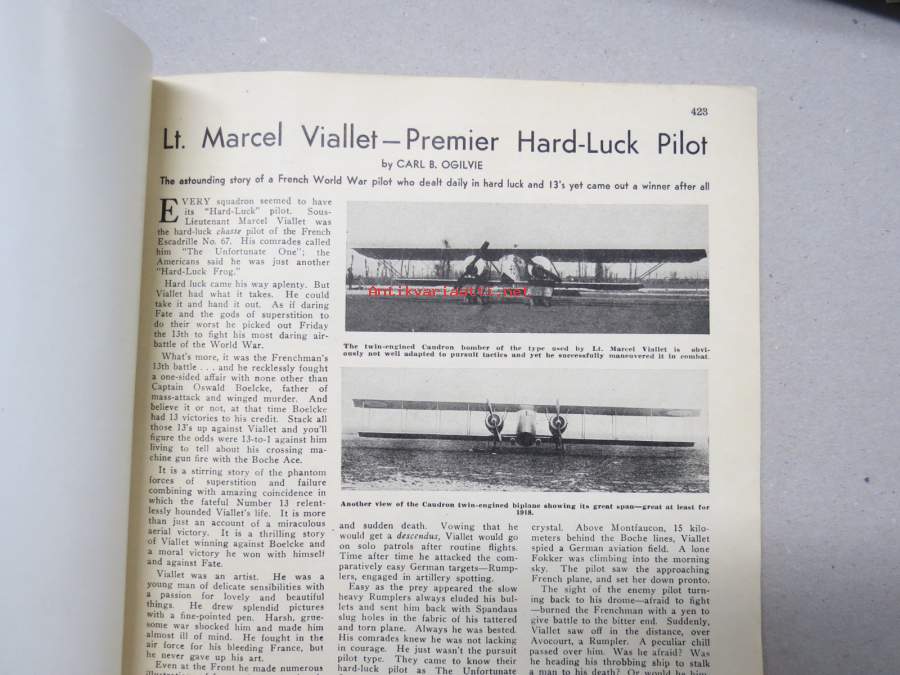 423
Lt. Marcel Viallet—Premier Hard-Luck Pilot
by CARL B. OGILVIE
The astounding story of a French World War pilot who dealt daily in hard luck and 13's yet came out a winner after all
EVERY squadron seemed to have
its "Hard-Luck" pilot. Sous-
Lieutenant Marcel Viallet was
the hard-luck chasse pilot of the French
Escadrille No. 67. His comrades called
him "The Unfortunate One"; the
Americans said he was just another
"Hard-Luck Frog."
Hard luck came his way aplenty. But
Viallet had what it takes. He could
take it and hand it out. As if daring
Fate and the gods of superstition to
do their worst he picked out Friday
the 13th to fight his most daring air-
battle of the World War.
What's more, it was the Frenchman's
13th battle . . . and he recklessly fought
a one-sided affair with none other than
Captain Oswald Boelcke, father of
mass-attack and winged murder. And
believe it or not, at that time Boelcke
had 13 victories to his credit. Stack all
those 13's up against Viallet and you'll
figure the odds were 13-to-1 against him
living to tell about his crossing ma-
chine gun fire with the Boche Ace.
It is a stirring story of the phantom
forces of superstition and failure
combining with amazing coincidence in
which the fateful Number 13 relent-
lessly hounded Viallet's life. It is more
than just an account of a miraculous
aerial victory. It is a thrilling story
of Viallet winning against Boelcke and
a moral victory he won with himself
and against Fate.
Viallet was an artist. He was a
young man of delicate sensibilities with
a passion for lovely and beautiful
things. He drew splendid pictures
with a fine-pointed pen. Harsh, grue-
some war shocked him and made him
almost ill of mind. He fought in the
air force for his bleeding France, but
he never gave up his art.
Even at the Front he made numerous
antikvariaatti.net
The twin-engined Caudron bomber of the type used by Lt. Marcel Viallet is obvi-
ously not well adapted to pursuit tactics and yet he successfully maneuvered it in combat.
Another view of the Caudron twin-engined biplane showing its great span—great at least for
1918.
and sudden death. Vowing that he
would get a descendus, Viallet would go
on solo patrols after routine flights.
Time after time he attacked the com-
paratively easy German targets—Rump-
lers, engaged in artillery spotting.
Easy as the prey appeared the slow
heavy Rumplers always eluded his bul-
lets and sent him back with Spandaus
slug holes in the fabric of his tattered
and torn plane. Always he was bested.
His comrades knew he was not lacking
in courage. He just wasn't the pursuit
pilot type. They came to know their
hard-luck pilot as The Unfortunate
crystal. Above Montfaucon, 15 kilo-
meters behind the Boche lines, Viallet
spied a German aviation field. A lone
Fokker was climbing into the morning
sky. The pilot saw the approaching
French plane, and set her down pronto.
The sight of the enemy pilot turn-
ing back to his drome—afraid to fight
—burned the Frenchman with a yen to
give battle to the bitter end. Suddenly,
Viallet saw off in the distance, over
Avocourt, a Rumpler. A peculiar chill
passed over him. Was he afraid? Was
he heading his throbbing ship to stalk
a man to his death? Or would he him-